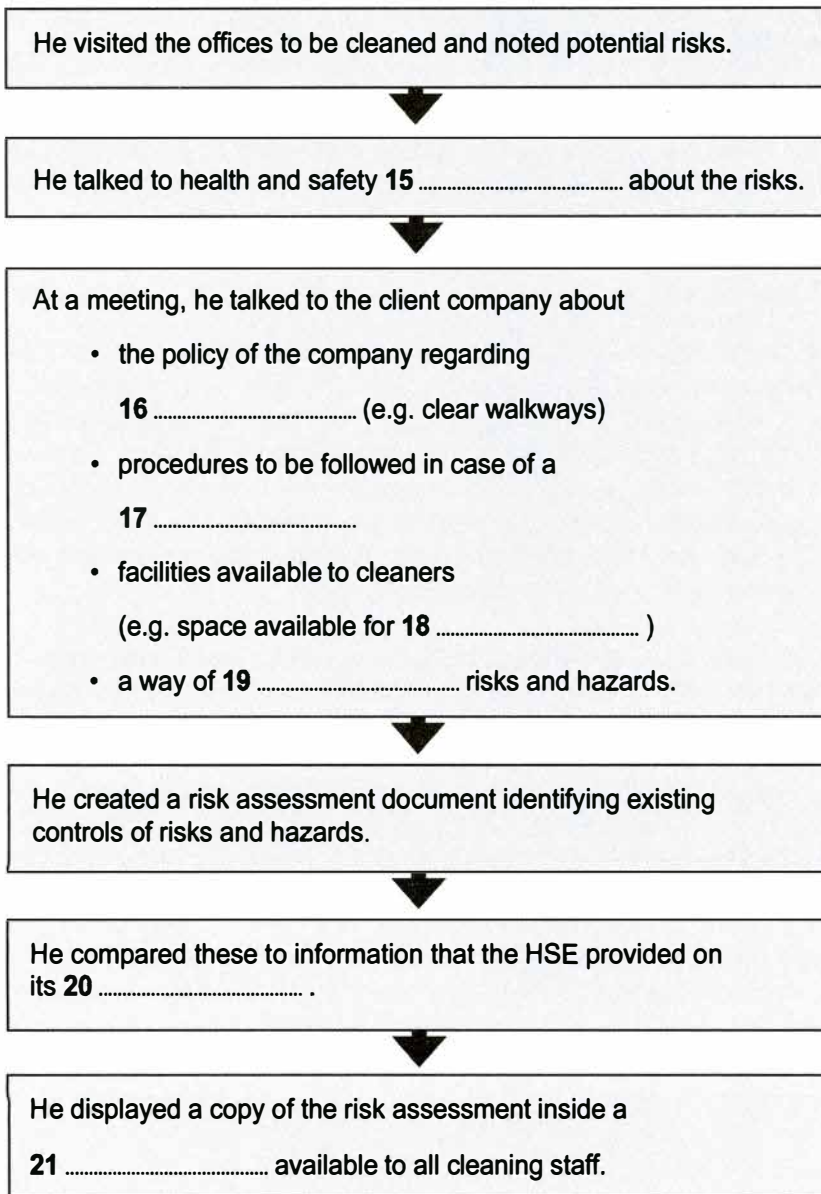 He visited the offices to be cleaned and noted potential risks.
He talked to health and safety 15 ........................................ about the risks.
At a meeting, he talked to the client company about
• the policy of the company regarding
16 ........................................ (e.g. clear walkways)
• procedures to be followed in case of a
17 ........................................
• facilities available to cleaners
(e.g. space available for 18 ........................................ )
• a way of 19 ........................................ risks and hazards.
He created a risk assessment document identifying existing
controls of risks and hazards.
He compared these to information that the HSE provided on
its 20 ........................................ .
He displayed a copy of the risk assessment inside a
21 ........................................ available to all cleaning staff.